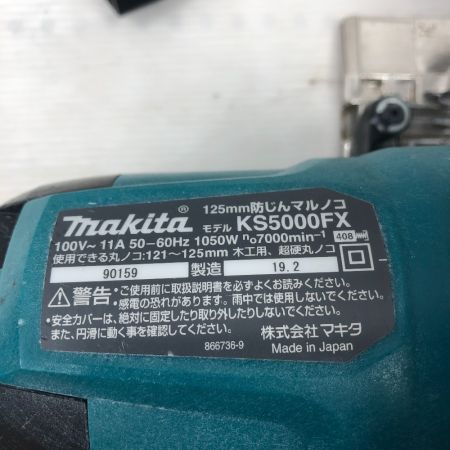 makita® 125mm防じんマルノコ
モデル KS5000FX
100V～ 11A 50－60Hz 1050W n₀7000min⁻¹ 408
使用できる丸ノコ:121～125mm 木工用、超硬丸ノコ
90159 製造 19.2
⚠警告・ご使用前に取扱説明書を必ずよくお読みください。
・感電の恐れがあります。雨中では使用しないでください。
・安全カバーは、絶対に固定したり取り外したりしないでください。
また、円滑に動く事を確認してください。
株式会社マキタ
866736-9 Made in Japan